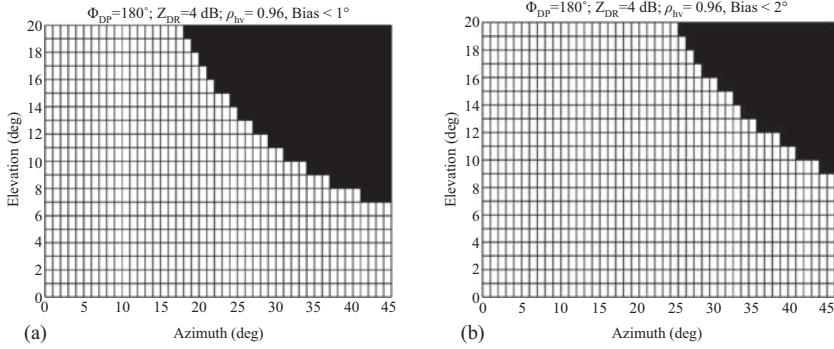 Φ_DP=180˚; Z_DR=4 dB; ρ_hv= 0.96, Bias < 1°
Elevation (deg)
20
18
16
14
12
10
8
6
4
2
0
0 5 10 15 20 25 30 35 40 45
(a) Azimuth (deg)
Φ_DP=180˚; Z_DR=4 dB; ρ_hv= 0.96, Bias < 2°
Elevation (deg)
20
18
16
14
12
10
8
6
4
2
0
0 5 10 15 20 25 30 35 40 45
(b) Azimuth (deg)